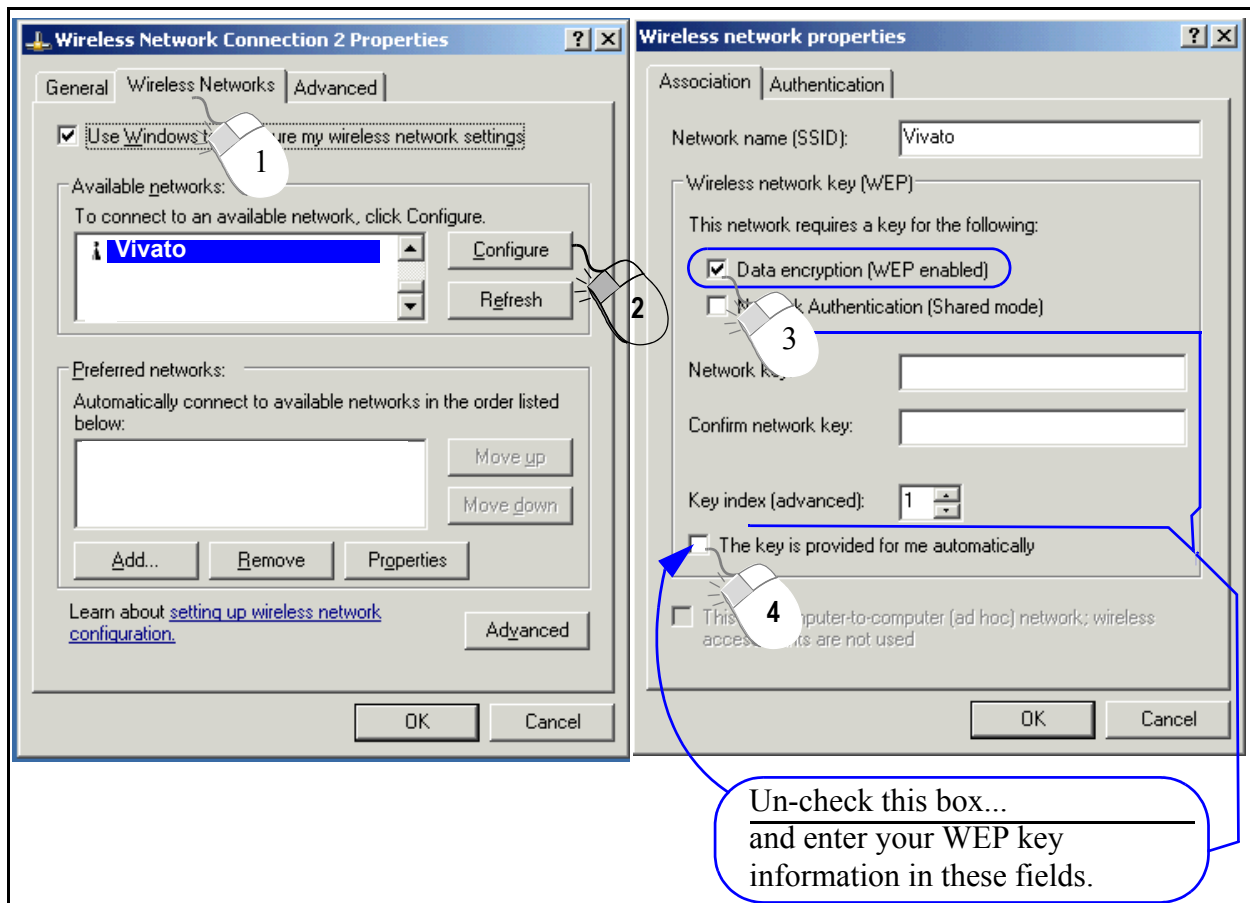 Wireless Network Connection 2 Properties
General Wireless Networks Advanced
Use Windows t ure my wireless network settings
1
Available networks:
To connect to an available network, click Configure.
Vivato
Configure
Refresh
2
Preferred networks:
Automatically connect to available networks in the order listed
below:
Move up
Move down
Add... Remove Properties
Learn about setting up wireless network
configuration.
Advanced
OK Cancel
Wireless network properties
Association Authentication
Network name (SSID): Vivato
Wireless network key (WEP)
This network requires a key for the following:
Data encryption (WEP enabled)
Authentication (Shared mode)
3
Network
Confirm network key:
Key index (advanced): 1
The key is provided for me automatically
4
This computer-to-computer (ad hoc) network; wireless
are not used
OK Cancel
Un-check this box...
and enter your WEP key
information in these fields.